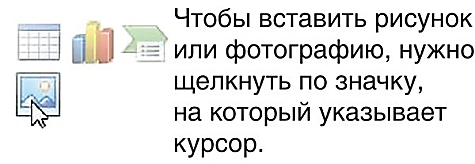 Чтобы вставить рисунок
или фотографию, нужно
щелкнуть по значку,
на который указывает
курсор.